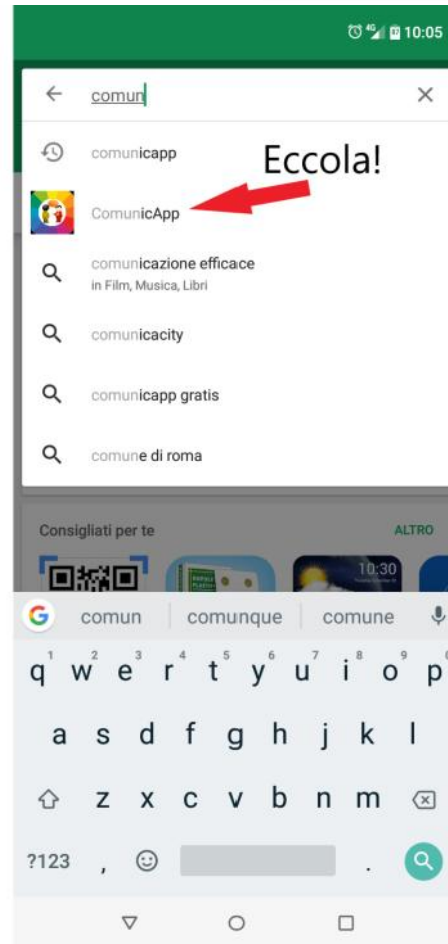 4G 10:05
comun
comunicapp
Eccola!
ComunicApp
comunicazione efficace
in Film, Musica, Libri
comunicacity
comunicapp gratis
comune di roma
Consigliati per te ALTRO
10:30
G comun comunque comune
1 2 3 4 5 6 7 8 9 0
q w e r t y u i o p
a s d f g h j k l
z x c v b n m
?123 , .